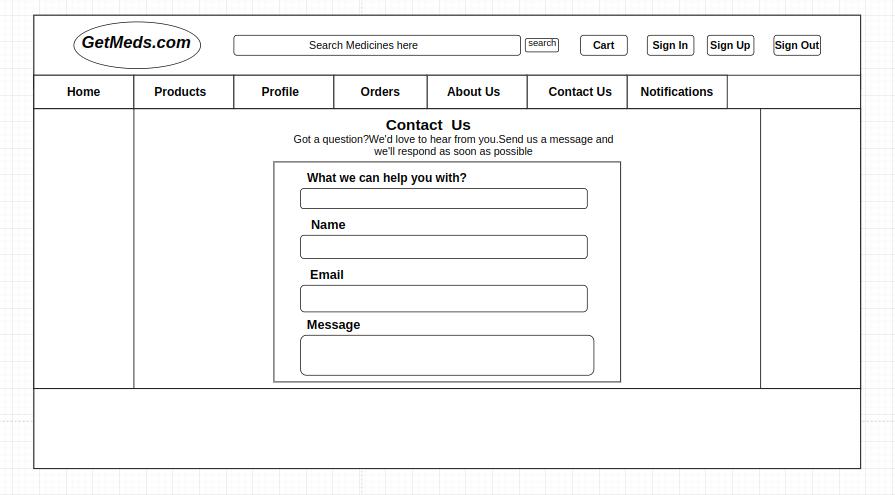 GetMeds.com
Search Medicines here
search
Cart
Sign In
Sign Up
Sign Out
Home
Products
Profile
Orders
About Us
Contact Us
Notifications
Contact  Us
Got a question?We'd love to hear from you.Send us a message and
we'll respond as soon as possible
What we can help you with?
Name
Email
Message